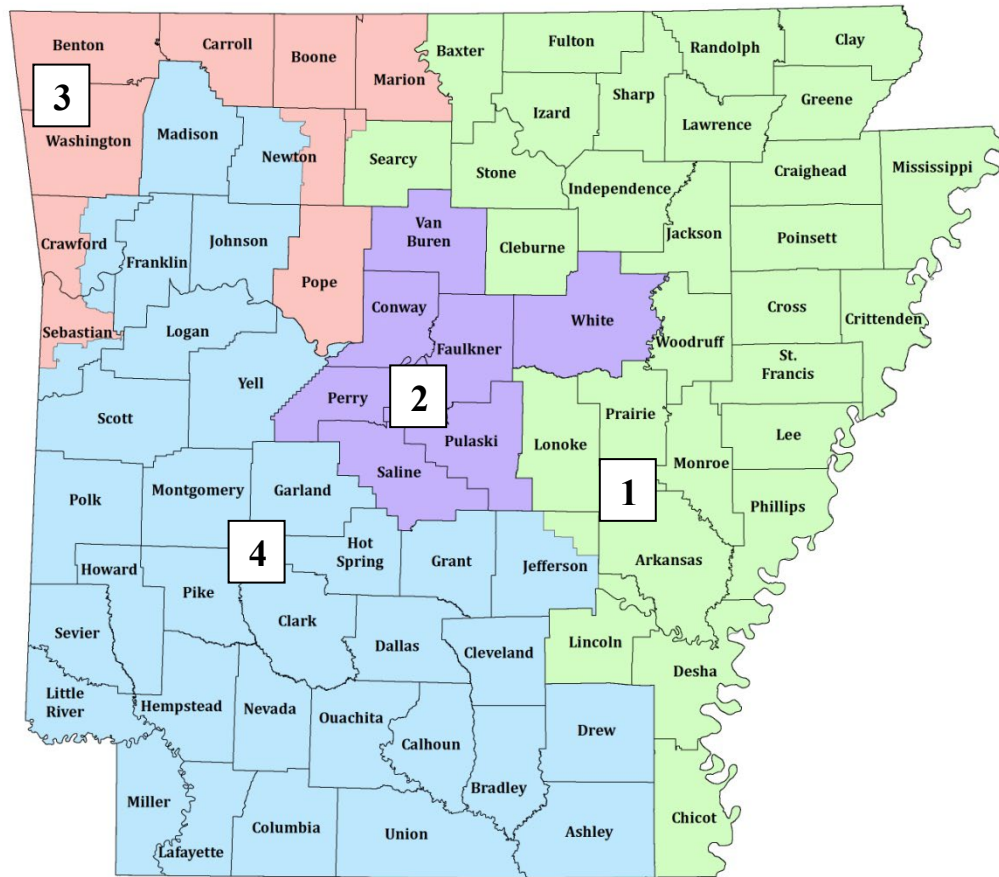 Benton
Carroll
Boone
Marion
Baxter
Fulton
Randolph
Clay
3
Washington
Madison
Newton
Searcy
Izard
Sharp
Lawrence
Greene
Stone
Independence
Craighead
Mississippi
Crawford
Franklin
Johnson
Pope
Van
Buren
Cleburne
Jackson
Poinsett
Sebastian
Logan
Conway
Faulkner
White
Woodruff
Cross
Crittenden
St.
Francis
Scott
Yell
Perry
2
Pulaski
Saline
Lonoke
Prairie
Monroe
Lee
Phillips
1
Polk
Montgomery
Garland
4
Hot
Spring
Grant
Jefferson
Arkansas
Howard
Pike
Clark
Sevier
Dallas
Cleveland
Lincoln
Desha
Little
River
Hempstead
Nevada
Ouachita
Calhoun
Bradley
Drew
Miller
Lafayette
Columbia
Union
Ashley
Chicot